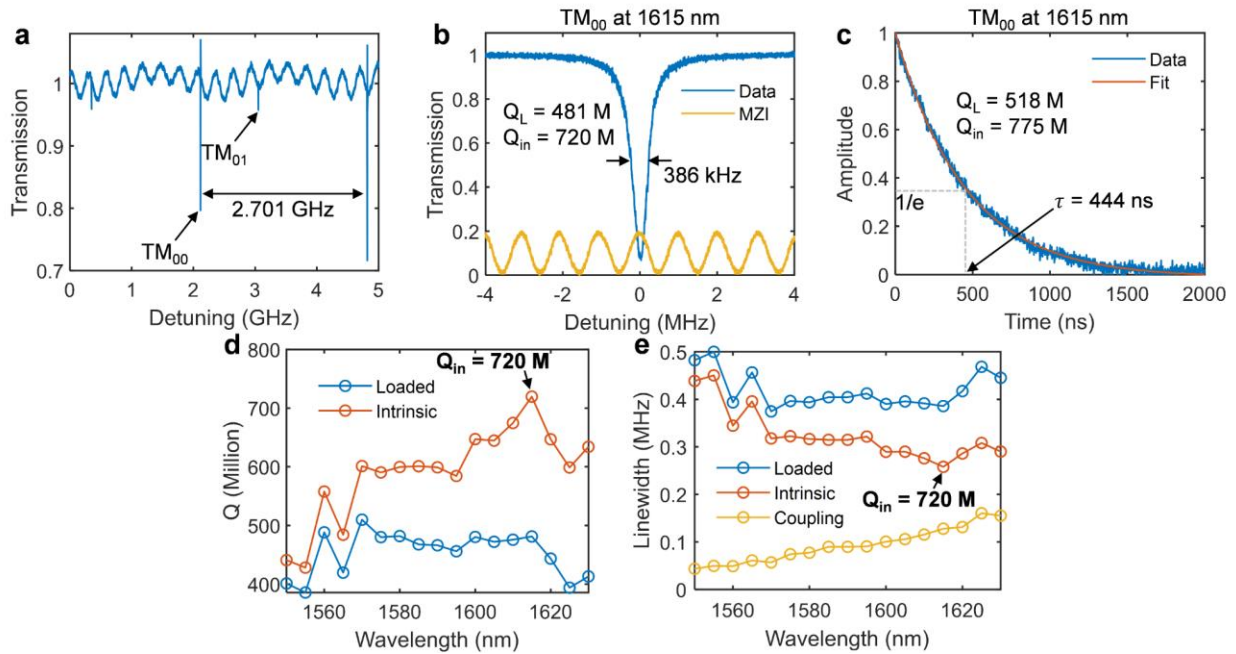 a
Transmission
1.1
1
0.9
0.8
0.7
TM01
2.701 GHz
TM00
0 1 2 3 4 5
Detuning (GHz)
b
TM00 at 1615 nm
Transmission
1
0.8
0.6
0.4
0.2
0
Data
MZI
QL = 481 M
Qin = 720 M
386 kHz
-4 -2 0 2 4
Detuning (MHz)
c
TM00 at 1615 nm
Amplitude
1
0.8
0.6
0.4
0.2
0
Data
Fit
QL = 518 M
Qin = 775 M
1/e
τ = 444 ns
0 500 1000 1500 2000
Time (ns)
d
Q (Million)
800
700
600
500
400
Qin = 720 M
Loaded
Intrinsic
1560 1580 1600 1620
Wavelength (nm)
e
Linewidth (MHz)
0.5
0.4
0.3
0.2
0.1
0
Loaded
Intrinsic
Coupling
Qin = 720 M
1560 1580 1600 1620
Wavelength (nm)